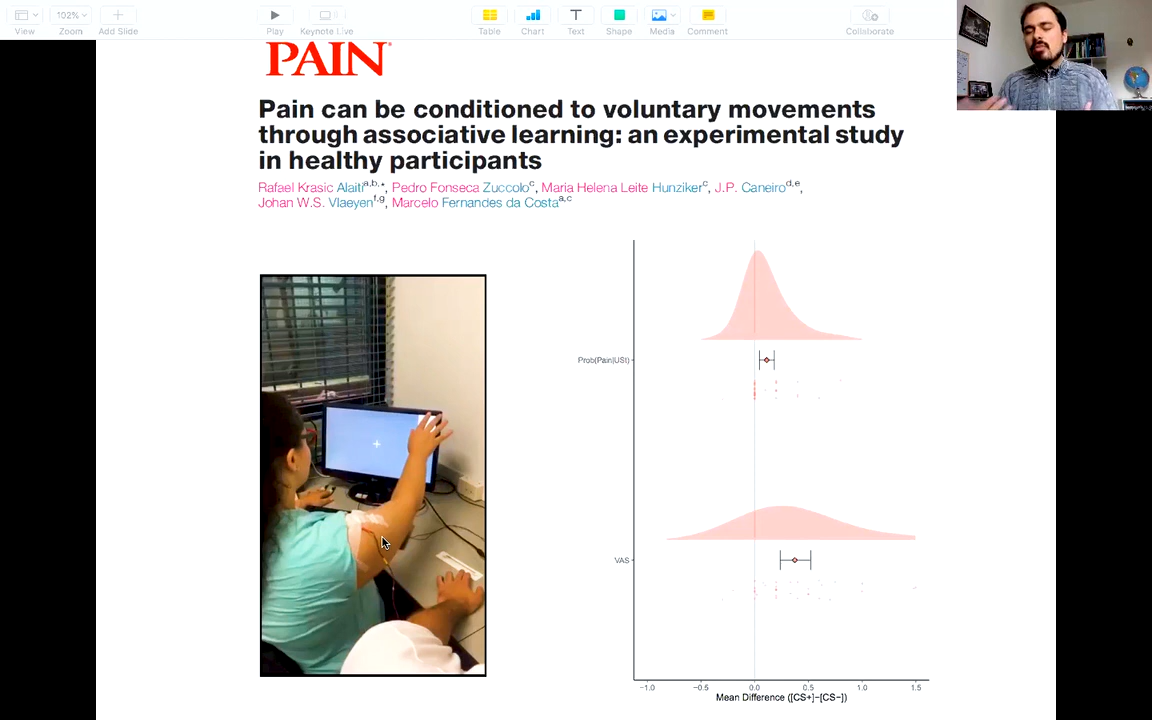 102%
View
Zoom
Add Slide
Play
Keynote Live
Table
Chart
Text
Shape
Media
Comment
Collaborate
PAIN
Pain can be conditioned to voluntary movements
through associative learning: an experimental study
in healthy participants
Rafael Krasic Alaiti a,b,*, Pedro Fonseca Zuccolo c, Maria Helena Leite Hunziker c, J.P. Caneiro d,e,
Johan W.S. Vlaeyen f,g, Marcelo Fernandes da Costa a,c
Prob(Pain|USt)
VAS
−1.0 −0.5 0.0 0.5 1.0 1.5
Mean Difference ([CS+]−[CS−])